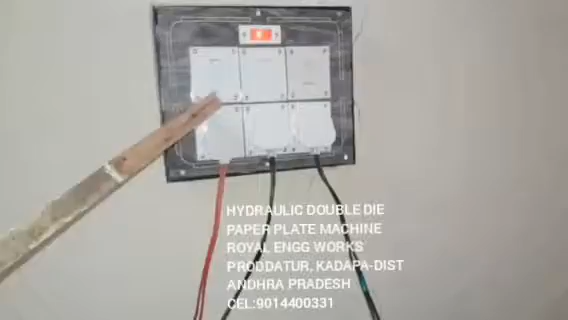 HYDRAULIC DOUBLE DIE
PAPER PLATE MACHINE
ROYAL ENGG WORKS
PRODDATUR, KADAPA-DIST
ANDHRA PRADESH
CEL:9014400331